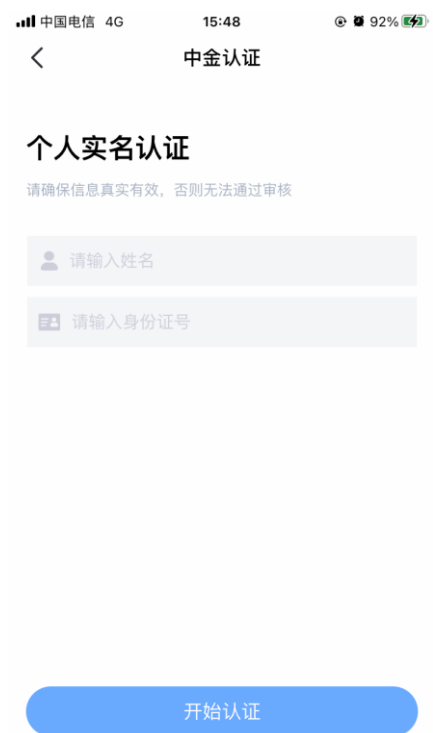 中国电信 4G 15:48 92%
中金认证
个人实名认证
请确保信息真实有效，否则无法通过审核
请输入姓名
请输入身份证号
开始认证